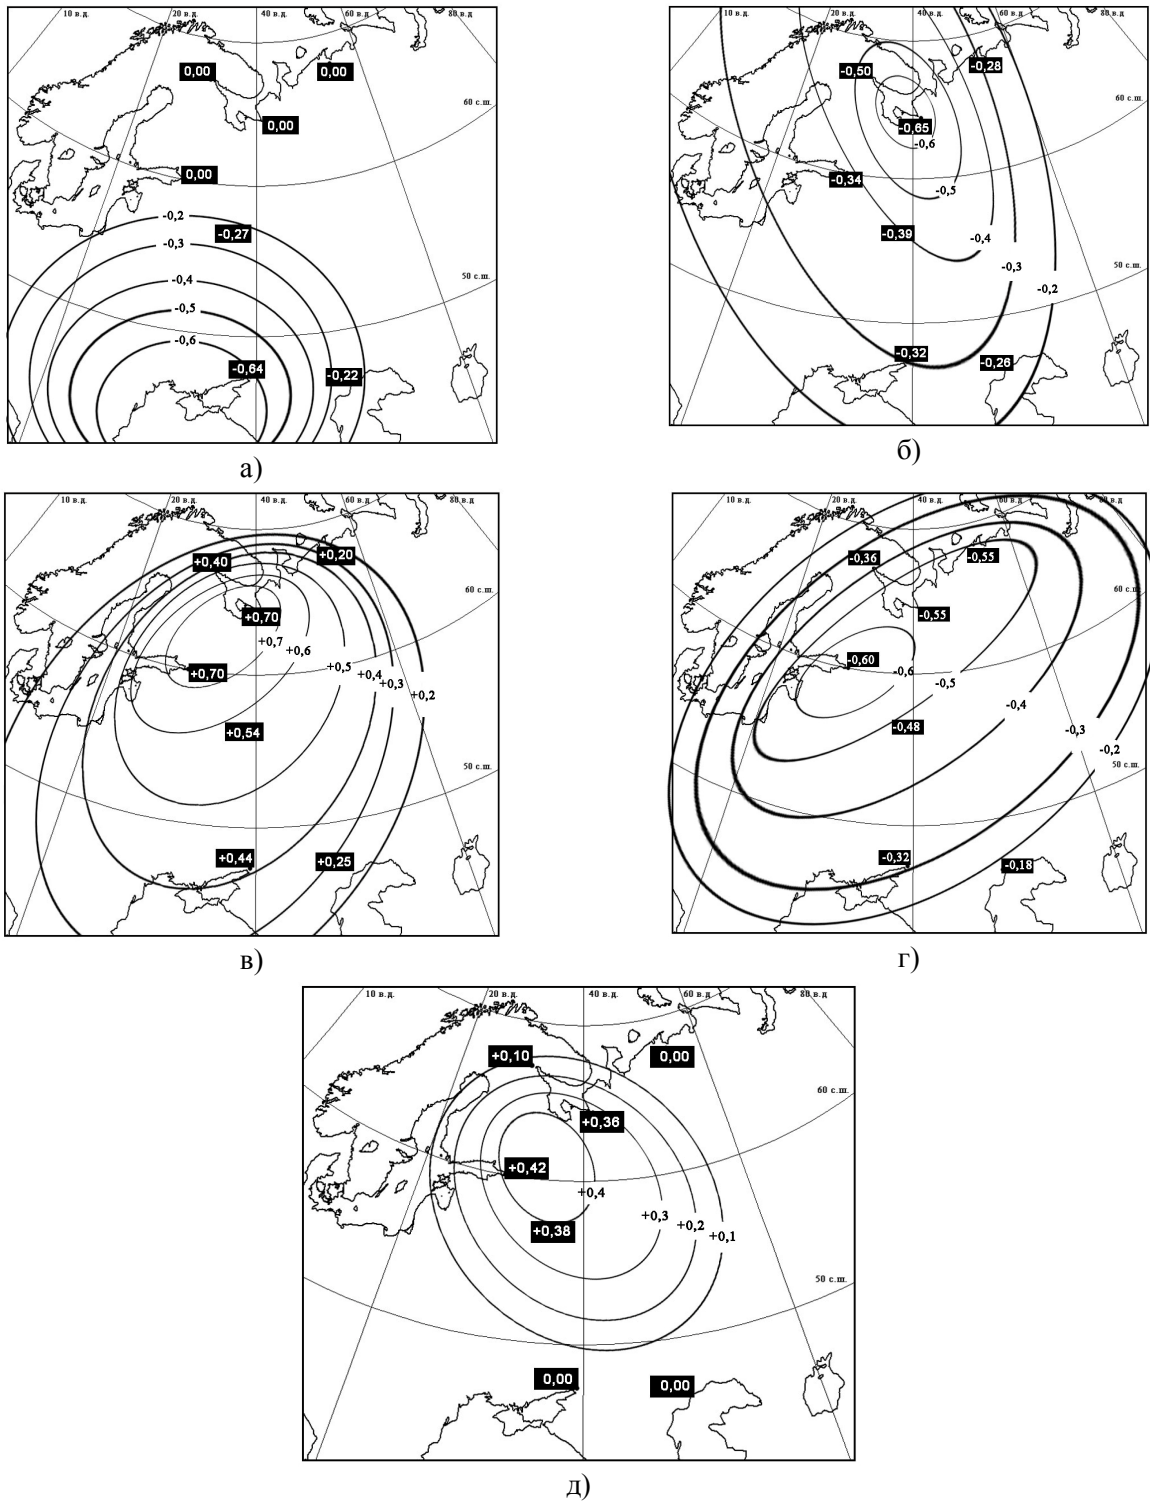 10 в.д. 20 в.д. 40 в.д. 60 в.д. 80 в.д.
0,00 0,00
60 с.ш.
0,00
0,00
-0,2
-0,27
-0,3
50 с.ш.
-0,4
-0,5
-0,6
-0,64
-0,22
а)
10 в.д. 20 в.д. 40 в.д. 60 в.д. 80 в.д.
-0,28
-0,50
60 с.ш.
-0,65
-0,6
-0,34
-0,5
-0,39
-0,4
-0,3
50 с.ш.
-0,2
-0,32
-0,26
б)
10 в.д. 20 в.д. 40 в.д. 60 в.д. 80 в.д.
+0,20
+0,40
60 с.ш.
+0,70
+0,7
+0,6
+0,5
+0,70 +0,4
+0,3
+0,2
+0,54
50 с.ш.
+0,44 +0,25
в)
10 в.д. 20 в.д. 40 в.д. 60 в.д. 80 в.д.
-0,36 -0,55
60 с.ш.
-0,55
-0,60
-0,6
-0,5
-0,4
-0,48 -0,3
-0,2
50 с.ш.
-0,32
-0,18
г)
10 в.д. 20 в.д. 40 в.д. 60 в.д 80 в.д
+0,10 0,00
60 с.ш.
+0,36
+0,42
+0,4
+0,3
+0,2
+0,38 +0,1
50 с.ш.
0,00 0,00
д)